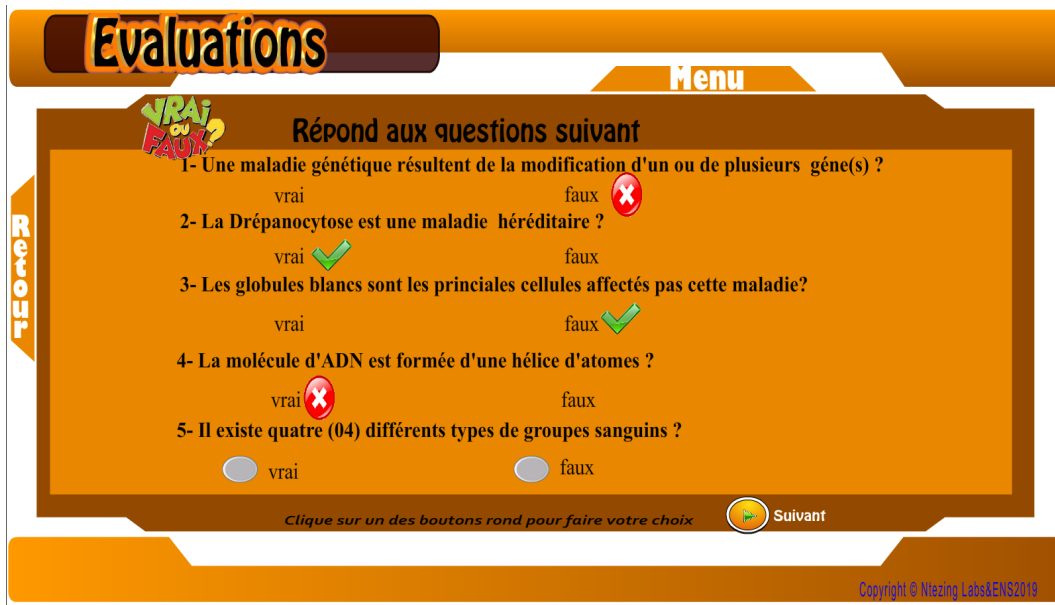 Evaluations
Menu
VRAI
OU
FAUX?
Répond aux questions suivant
1- Une maladie génétique résultent de la modification d'un ou de plusieurs géne(s) ?
vrai faux
2- La Drépanocytose est une maladie héréditaire ?
vrai faux
3- Les globules blancs sont les princiales cellules affectés pas cette maladie?
vrai faux
4- La molécule d'ADN est formée d'une hélice d'atomes ?
vrai faux
5- Il existe quatre (04) différents types de groupes sanguins ?
vrai faux
Retour
Clique sur un des boutons rond pour faire votre choix
Suivant
Copyright © Ntezing Labs&ENS2019